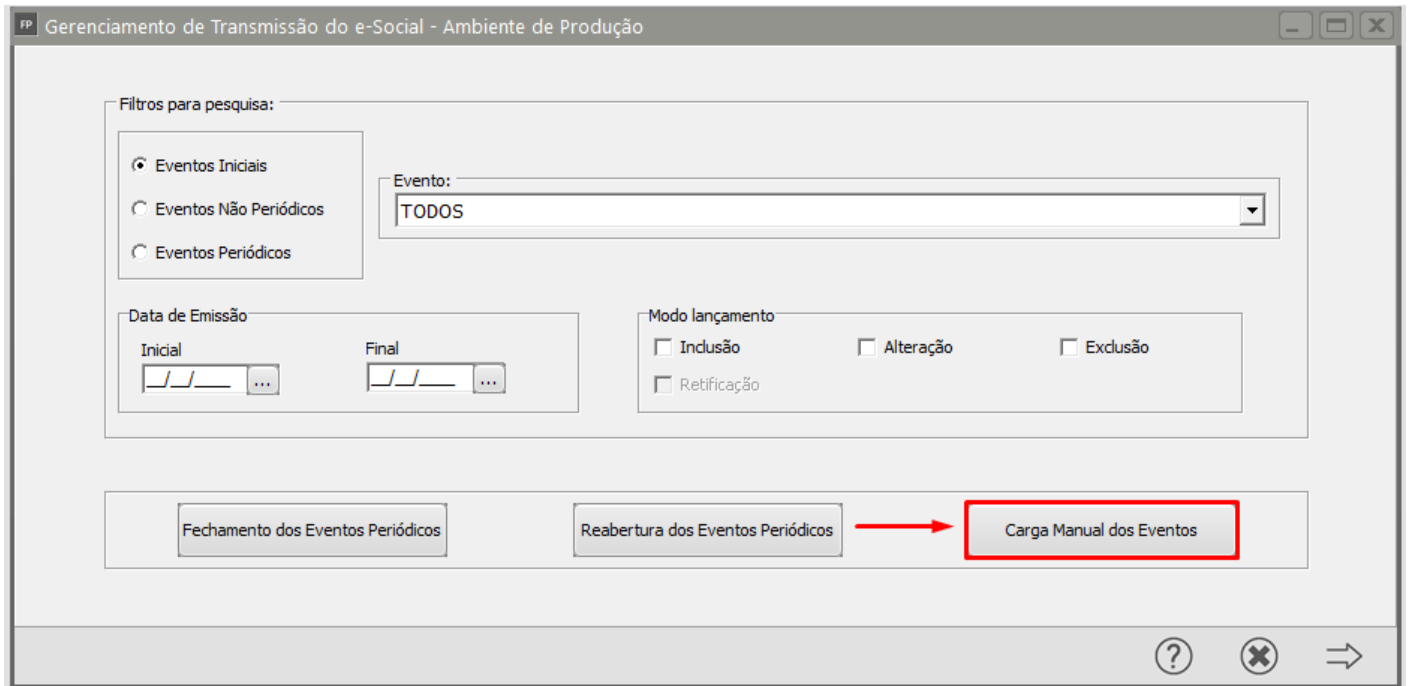 FP Gerenciamento de Transmissão do e-Social - Ambiente de Produção
Filtros para pesquisa:
Eventos Iniciais
Eventos Não Periódicos
Eventos Periódicos
Evento:
TODOS
Data de Emissão
Inicial Final
__/__/____ ... __/__/____ ...
Modo lançamento
Inclusão Alteração Exclusão
Retificação
Fechamento dos Eventos Periódicos Reabertura dos Eventos Periódicos Carga Manual dos Eventos
?